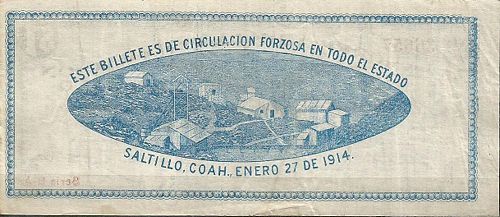 ESTE BILLETE ES DE CIRCULACION FORZOSA EN TODO EL ESTADO
SALTILLO, COAH., ENERO 27 DE 1914.